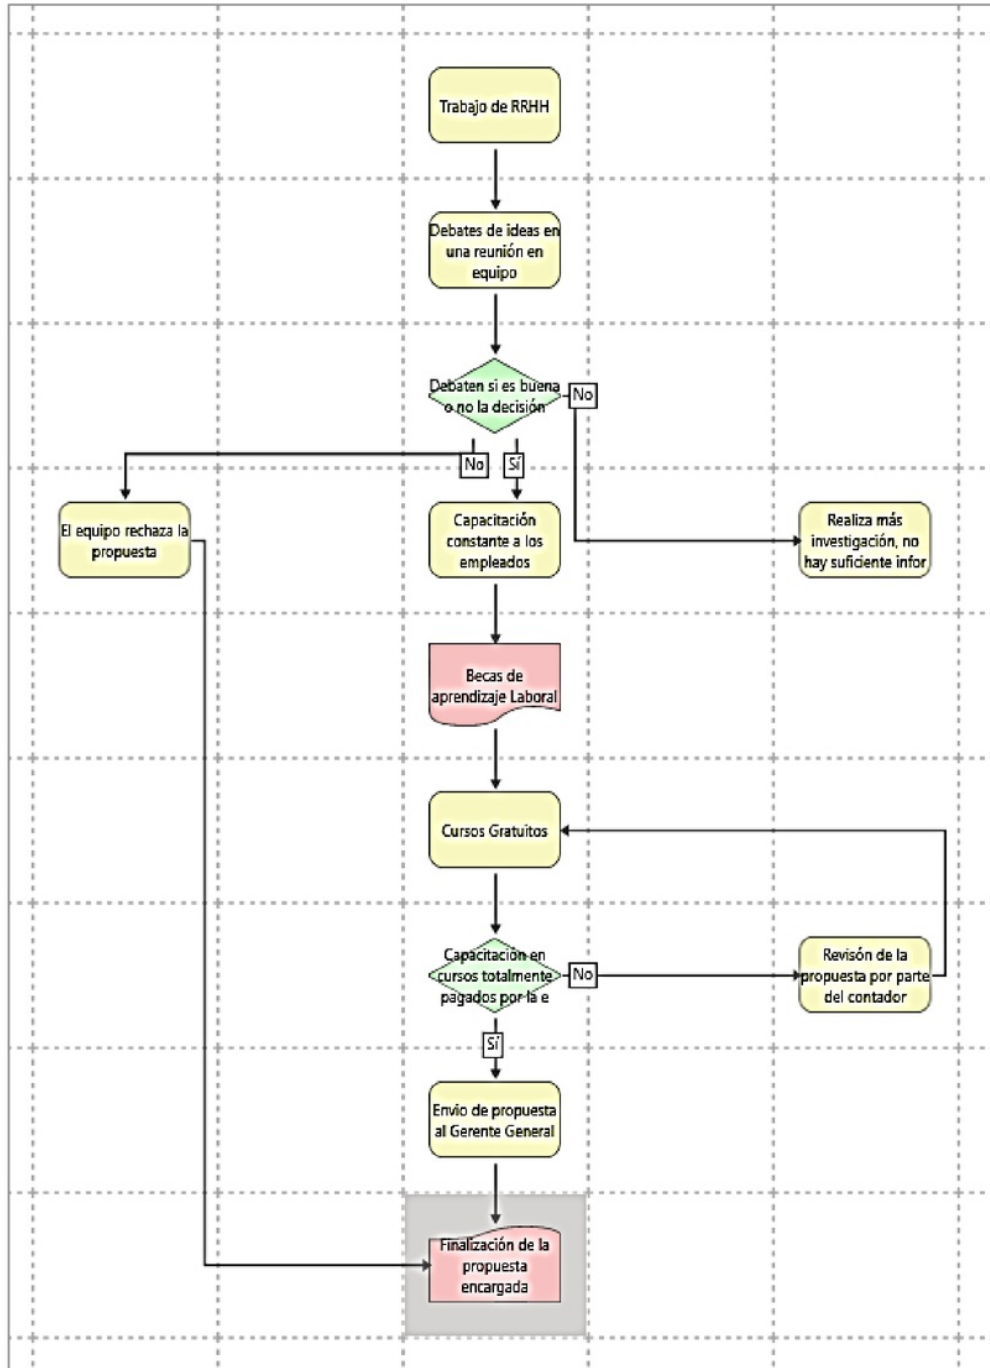 Trabajo de RRHH
Debates de ideas en
una reunión en
equipo
Debaten si es buena
o no la decisión
No
No
Sí
El equipo rechaza la
propuesta
Capacitación
constante a los
empleados
Realiza más
investigación, no
hay suficiente infor
Becas de
aprendizaje Laboral
Cursos Gratuitos
Capacitación en
cursos totalmente
pagados por la e
No
Revisón de la
propuesta por parte
del contador
Sí
Envio de propuesta
al Gerente General
Finalización de la
propuesta
encargada